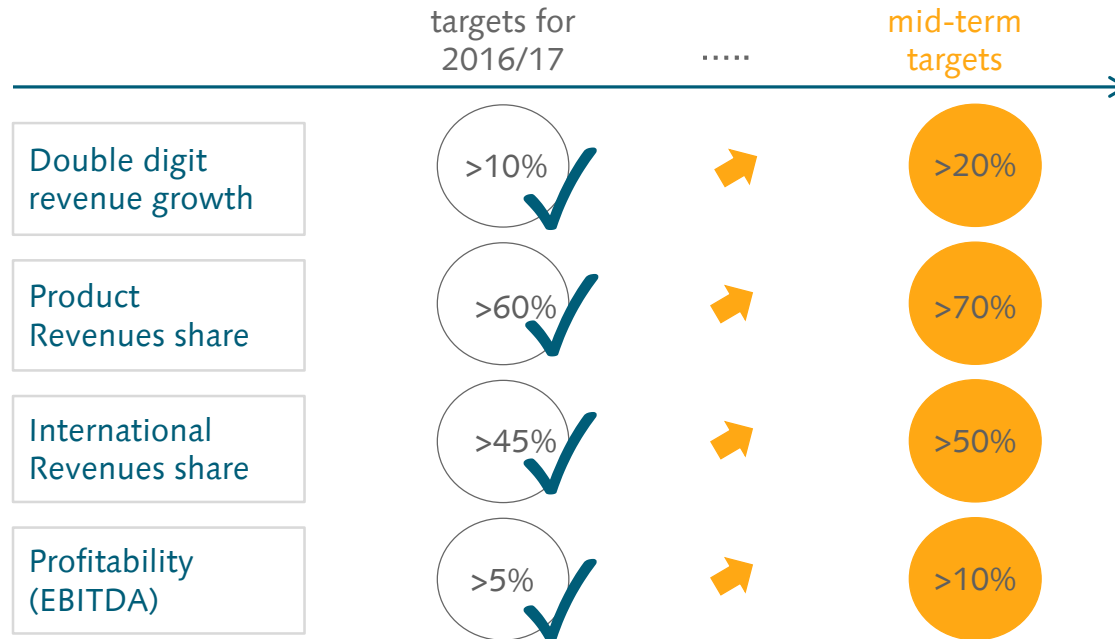 targets for
2016/17
.....
mid-term
targets
Double digit
revenue growth
>10%
>20%
Product
Revenues share
>60%
>70%
International
Revenues share
>45%
>50%
Profitability
(EBITDA)
>5%
>10%